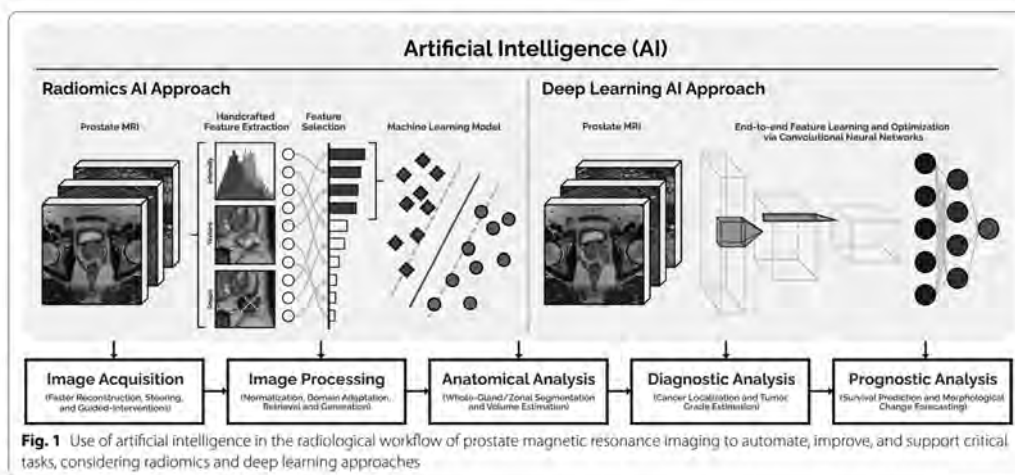 Artificial Intelligence (AI)
Radiomics AI Approach
Prostate MRI
Handcrafted
Feature Extraction
Feature
Selection
Machine Learning Model
Intensity
Texture
Shape
Deep Learning AI Approach
Prostate MRI
End-to-end Feature Learning and Optimization
via Convolutional Neural Networks
Image Acquisition
(Faster Reconstruction, Steering,
and Guided-Interventions)
Image Processing
(Normalization, Domain Adaptation,
Retrieval and Generation)
Anatomical Analysis
(Whole-Gland/Zonal Segmentation
and Volume Estimation)
Diagnostic Analysis
(Cancer Localization and Tumor
Grade Estimation)
Prognostic Analysis
(Survival Prediction and Morphological
Change Forecasting)
Fig. 1 Use of artificial intelligence in the radiological workflow of prostate magnetic resonance imaging to automate, improve, and support critical
tasks, considering radiomics and deep learning approaches